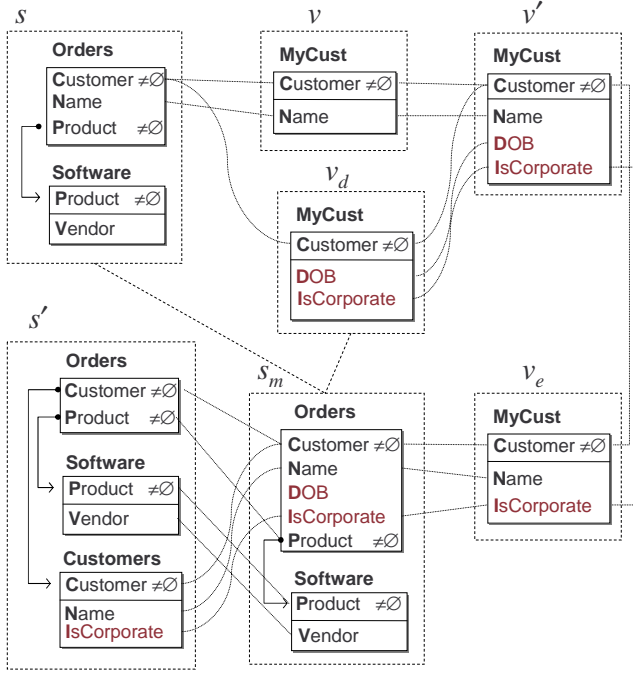 s
Orders
Customer ≠∅
Name
Product ≠∅
Software
Product ≠∅
Vendor
v
MyCust
Customer ≠∅
Name
v′
MyCust
Customer ≠∅
Name
DOB
IsCorporate
v_d
MyCust
Customer ≠∅
DOB
IsCorporate
s′
Orders
Customer ≠∅
Product ≠∅
Software
Product ≠∅
Vendor
Customers
Customer ≠∅
Name
IsCorporate
s_m
Orders
Customer ≠∅
Name
DOB
IsCorporate
Product ≠∅
Software
Product ≠∅
Vendor
v_e
MyCust
Customer ≠∅
Name
IsCorporate